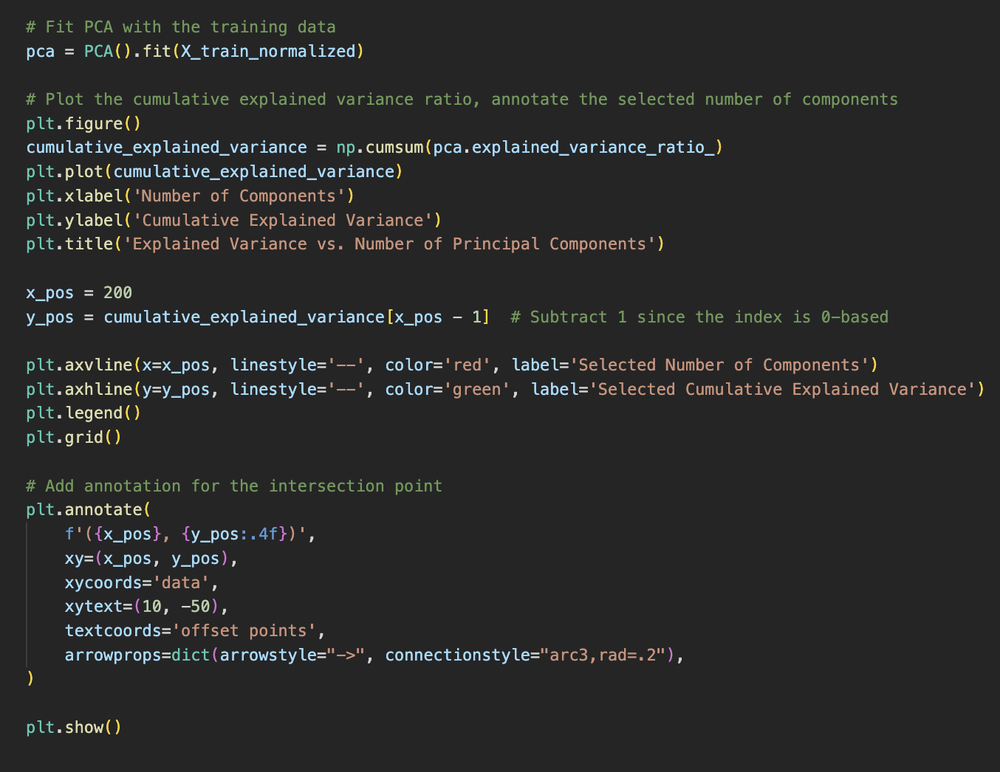 # Fit PCA with the training data
pca = PCA().fit(X_train_normalized)
# Plot the cumulative explained variance ratio, annotate the selected number of components
plt.figure()
cumulative_explained_variance = np.cumsum(pca.explained_variance_ratio_)
plt.plot(cumulative_explained_variance)
plt.xlabel('Number of Components')
plt.ylabel('Cumulative Explained Variance')
plt.title('Explained Variance vs. Number of Principal Components')
x_pos = 200
y_pos = cumulative_explained_variance[x_pos - 1]  # Subtract 1 since the index is 0-based
plt.axvline(x=x_pos, linestyle='--', color='red', label='Selected Number of Components')
plt.axhline(y=y_pos, linestyle='--', color='green', label='Selected Cumulative Explained Variance')
plt.legend()
plt.grid()
# Add annotation for the intersection point
plt.annotate(
    f'({x_pos}, {y_pos:.4f})',
    xy=(x_pos, y_pos),
    xycoords='data',
    xytext=(10, -50),
    textcoords='offset points',
    arrowprops=dict(arrowstyle="->", connectionstyle="arc3,rad=.2"),
)
plt.show()